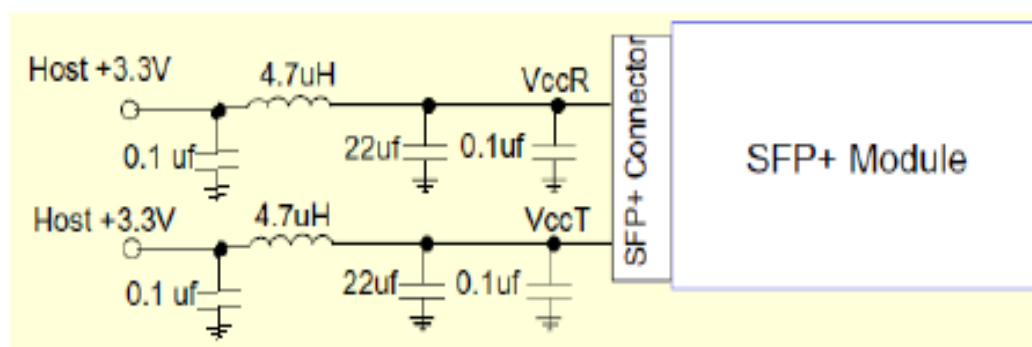 Host +3.3V
4.7uH
VccR
0.1 uf
22uf
0.1uf
Host +3.3V
4.7uH
VccT
0.1 uf
22uf
0.1uf
SFP+ Connector
SFP+ Module